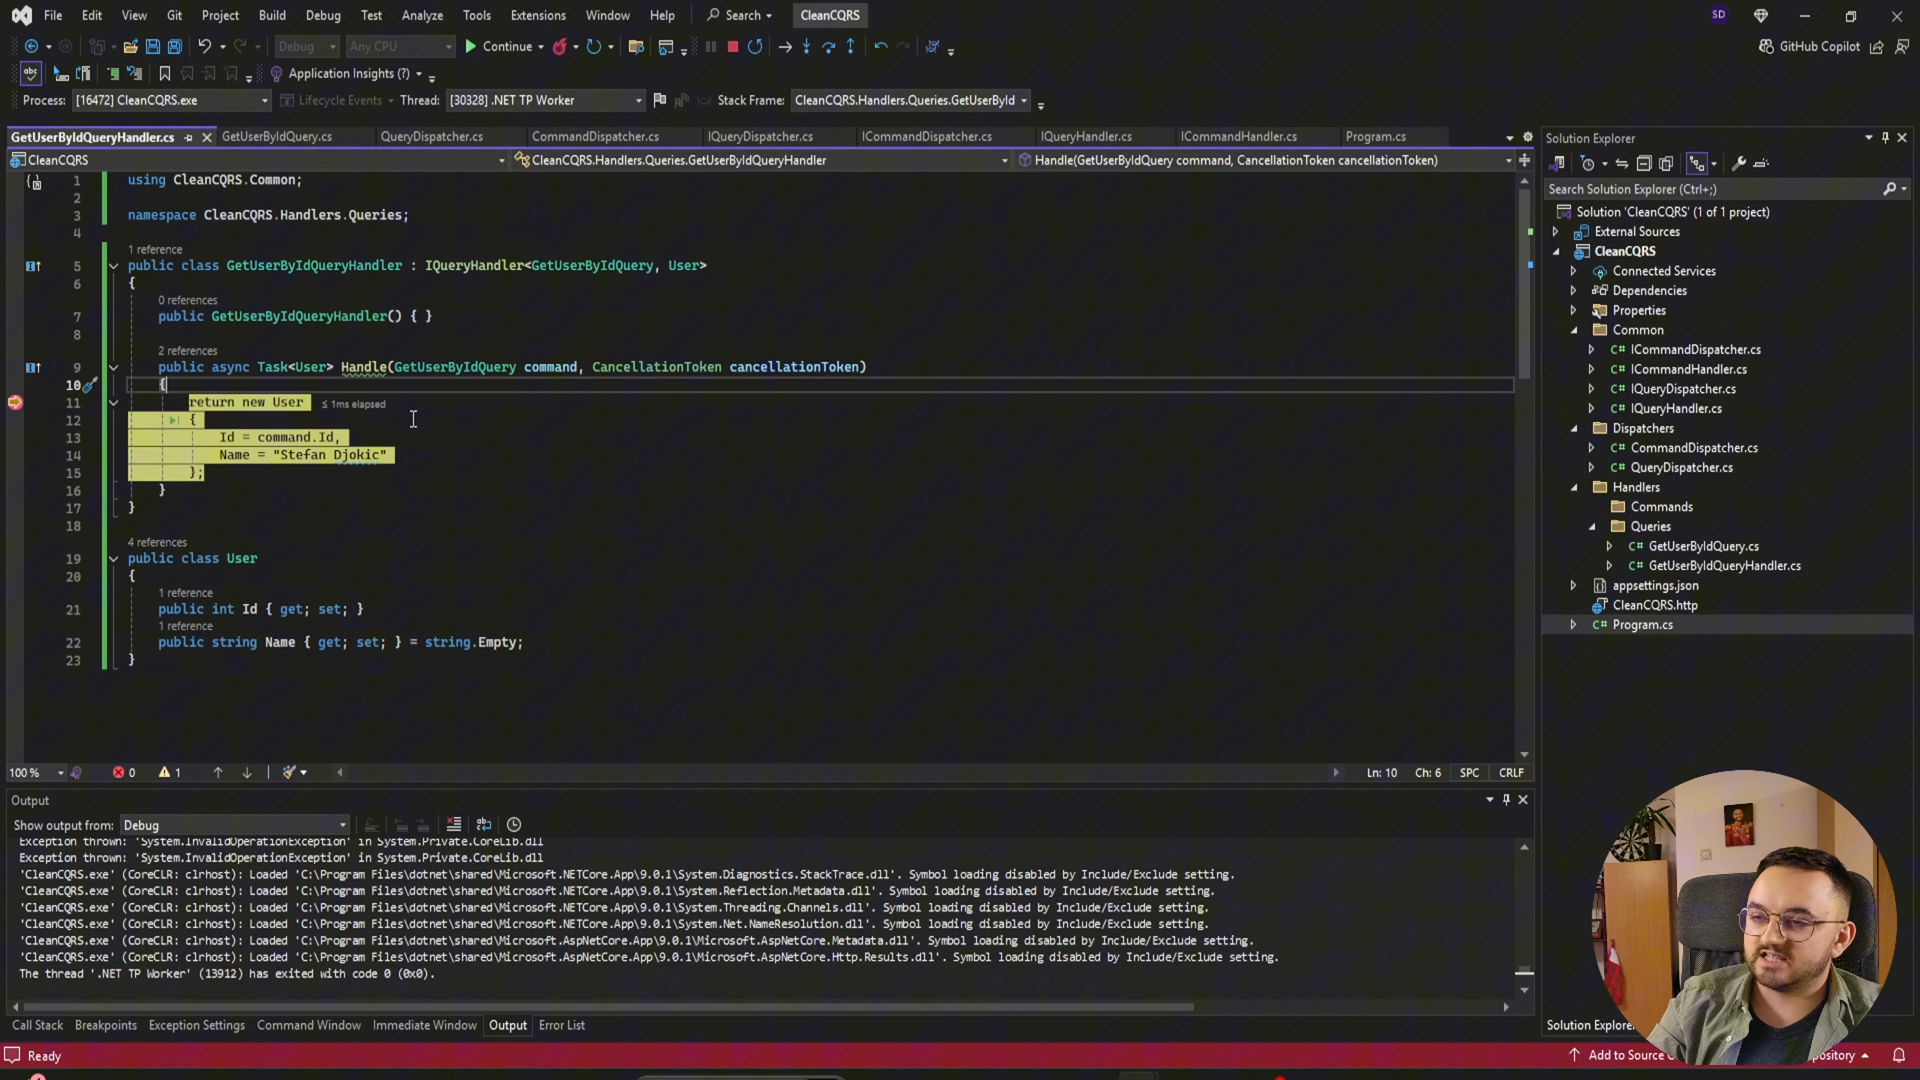 File Edit View Git Project Build Debug Test Analyze Tools Extensions Window Help Search CleanCQRS SD
Debug Any CPU Continue GitHub Copilot
Application Insights (?)
Process: [16472] CleanCQRS.exe Lifecycle Events Thread: [30328] .NET TP Worker Stack Frame: CleanCQRS.Handlers.Queries.GetUserById
GetUserByIdQueryHandler.cs GetUserByIdQuery.cs QueryDispatcher.cs CommandDispatcher.cs IQueryDispatcher.cs ICommandDispatcher.cs IQueryHandler.cs ICommandHandler.cs Program.cs
CleanCQRS CleanCQRS.Handlers.Queries.GetUserByIdQueryHandler Handle(GetUserByIdQuery command, CancellationToken cancellationToken)
1 using CleanCQRS.Common;
2
3 namespace CleanCQRS.Handlers.Queries;
4
1 reference
5 public class GetUserByIdQueryHandler : IQueryHandler<GetUserByIdQuery, User>
6 {
0 references
7 public GetUserByIdQueryHandler() { }
8
2 references
9 public async Task<User> Handle(GetUserByIdQuery command, CancellationToken cancellationToken)
10 {
11 return new User ≤ 1ms elapsed
12 {
13 Id = command.Id,
14 Name = "Stefan Djokic"
15 };
16 }
17 }
18
4 references
19 public class User
20 {
1 reference
21 public int Id { get; set; }
1 reference
22 public string Name { get; set; } = string.Empty;
23 }
100 % 0 1 Ln: 10 Ch: 6 SPC CRLF
Output
Show output from: Debug
Exception thrown: 'System.InvalidOperationException' in System.Private.CoreLib.dll
Exception thrown: 'System.InvalidOperationException' in System.Private.CoreLib.dll
'CleanCQRS.exe' (CoreCLR: clrhost): Loaded 'C:\Program Files\dotnet\shared\Microsoft.NETCore.App\9.0.1\System.Diagnostics.StackTrace.dll'. Symbol loading disabled by Include/Exclude setting.
'CleanCQRS.exe' (CoreCLR: clrhost): Loaded 'C:\Program Files\dotnet\shared\Microsoft.NETCore.App\9.0.1\System.Reflection.Metadata.dll'. Symbol loading disabled by Include/Exclude setting.
'CleanCQRS.exe' (CoreCLR: clrhost): Loaded 'C:\Program Files\dotnet\shared\Microsoft.NETCore.App\9.0.1\System.Threading.Channels.dll'. Symbol loading disabled by Include/Exclude setting.
'CleanCQRS.exe' (CoreCLR: clrhost): Loaded 'C:\Program Files\dotnet\shared\Microsoft.NETCore.App\9.0.1\System.Net.NameResolution.dll'. Symbol loading disabled by Include/Exclude setting.
'CleanCQRS.exe' (CoreCLR: clrhost): Loaded 'C:\Program Files\dotnet\shared\Microsoft.AspNetCore.App\9.0.1\Microsoft.AspNetCore.Metadata.dll'. Symbol loading disabled by Include/Exclude setting.
'CleanCQRS.exe' (CoreCLR: clrhost): Loaded 'C:\Program Files\dotnet\shared\Microsoft.AspNetCore.App\9.0.1\Microsoft.AspNetCore.Http.Results.dll'. Symbol loading disabled by Include/Exclude setting.
The thread '.NET TP Worker' (13912) has exited with code 0 (0x0).
Call Stack Breakpoints Exception Settings Command Window Immediate Window Output Error List
Solution Explorer
Search Solution Explorer (Ctrl+;)
Solution 'CleanCQRS' (1 of 1 project)
External Sources
CleanCQRS
Connected Services
Dependencies
Properties
Common
C# ICommandDispatcher.cs
C# ICommandHandler.cs
C# IQueryDispatcher.cs
C# IQueryHandler.cs
Dispatchers
C# CommandDispatcher.cs
C# QueryDispatcher.cs
Handlers
Commands
Queries
C# GetUserByIdQuery.cs
C# GetUserByIdQueryHandler.cs
appsettings.json
CleanCQRS.http
C# Program.cs
Solution Explorer
Ready Add to Source C pository